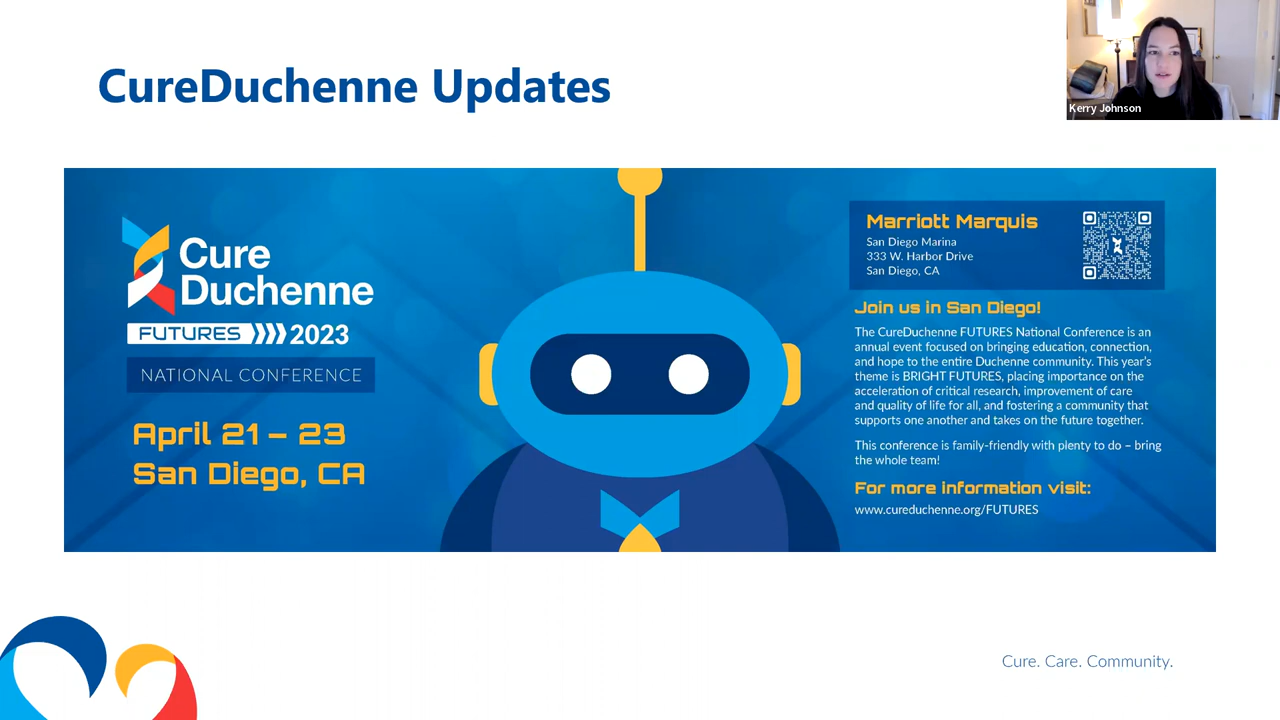 CureDuchenne Updates
Kerry Johnson
Cure
Duchenne
FUTURES 2023
NATIONAL CONFERENCE
April 21 – 23
San Diego, CA
Marriott Marquis
San Diego Marina
333 W. Harbor Drive
San Diego, CA
Join us in San Diego!
The CureDuchenne FUTURES National Conference is an
annual event focused on bringing education, connection,
and hope to the entire Duchenne community. This year's
theme is BRIGHT FUTURES, placing importance on the
acceleration of critical research, improvement of care
and quality of life for all, and fostering a community that
supports one another and takes on the future together.
This conference is family-friendly with plenty to do – bring
the whole team!
For more information visit:
www.cureduchenne.org/FUTURES
Cure. Care. Community.